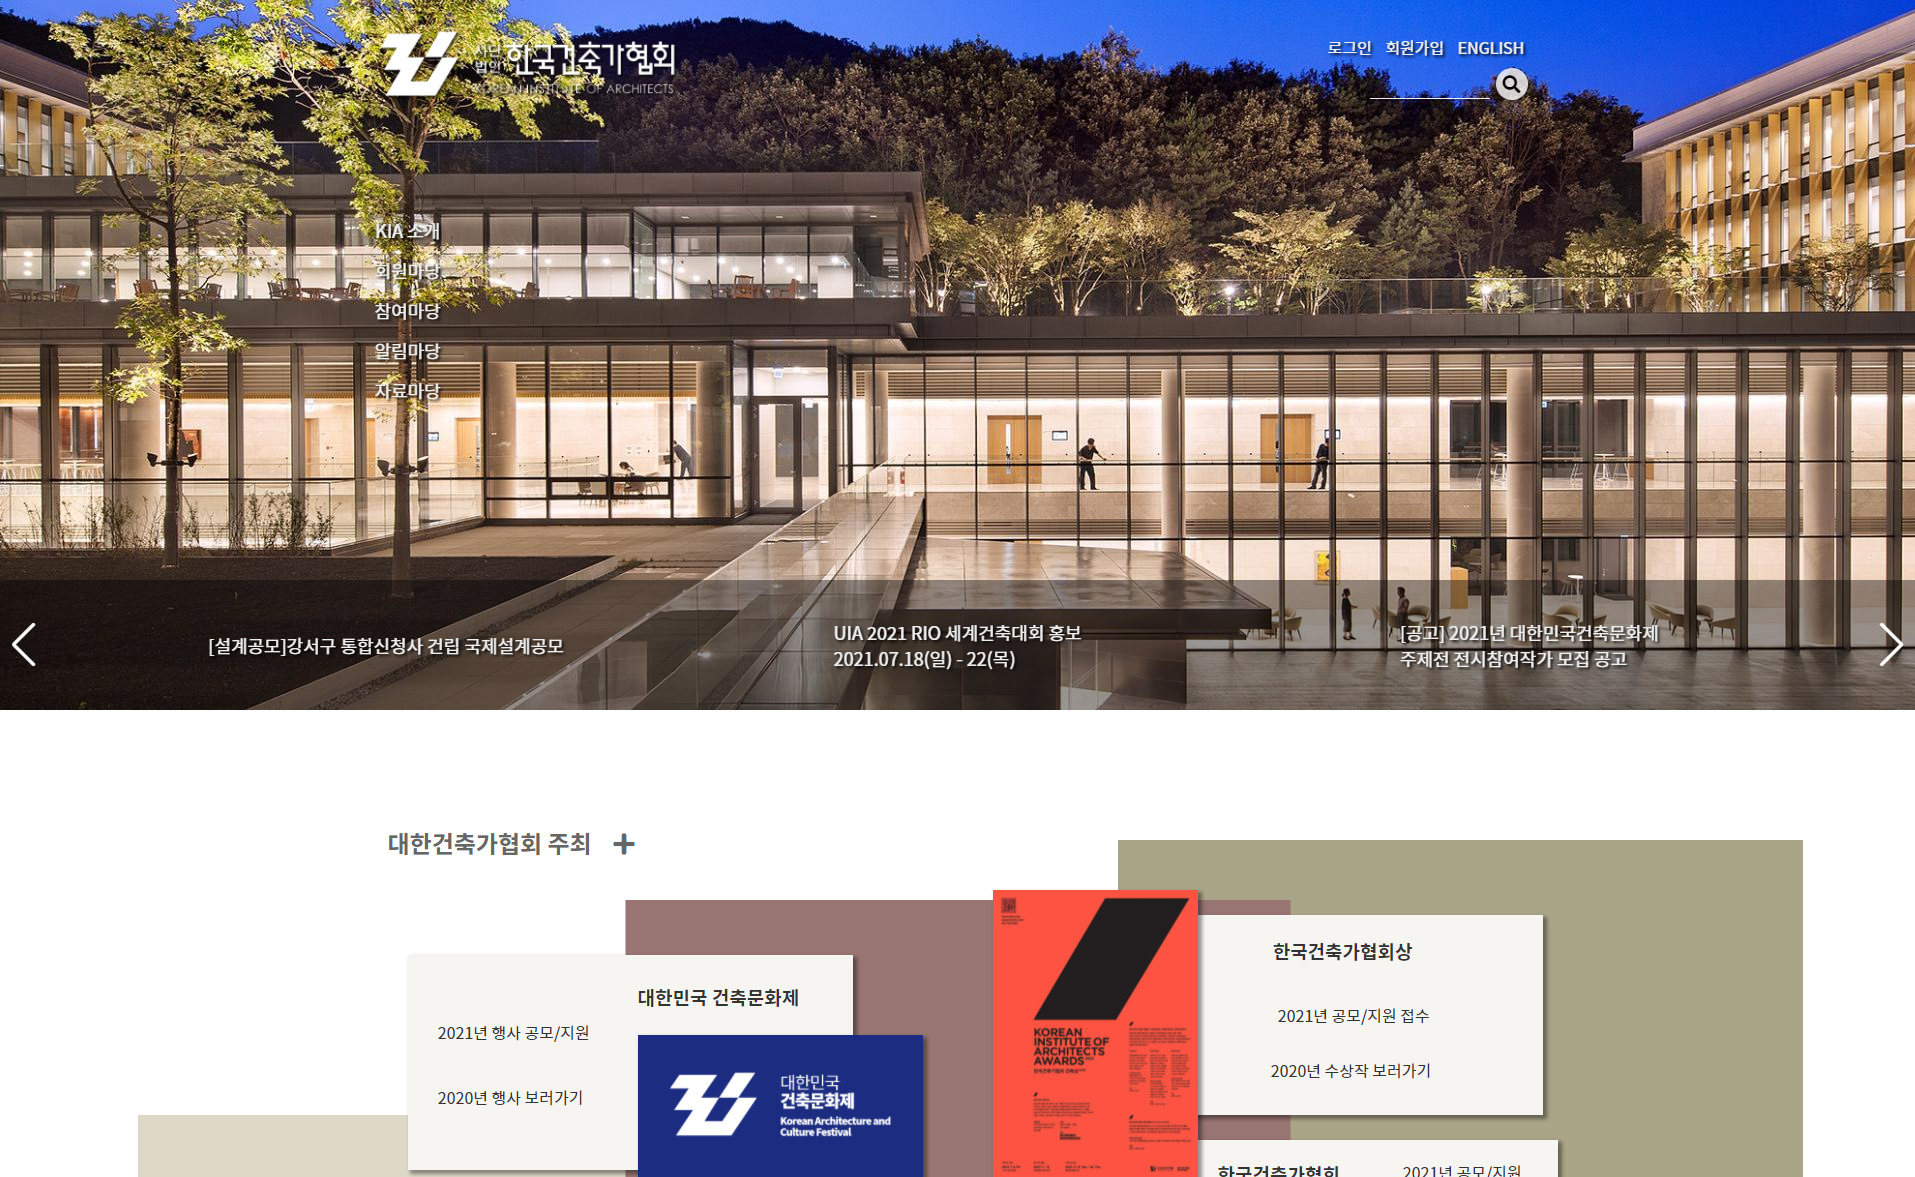 사단
법인
한국건축가협회
KOREAN INSTITUTE OF ARCHITECTS
로그인 회원가입 ENGLISH
KIA 소개
회원마당
참여마당
알림마당
자료마당
[설계공모]강서구 통합신청사 건립 국제설계공모
UIA 2021 RIO 세계건축대회 홍보
2021.07.18(일) - 22(목)
[공고] 2021년 대한민국건축문화제
주제전 전시참여작가 모집 공고
대한건축가협회 주최
대한민국 건축문화제
2021년 행사 공모/지원
2020년 행사 보러가기
대한민국
건축문화제
Korean Architecture and
Culture Festival
KOREAN
INSTITUTE OF
ARCHITECTS
AWARDS
한국건축가협회상
2021년 공모/지원 접수
2020년 수상작 보러가기
한국건축가협회
2021년 공모/지원